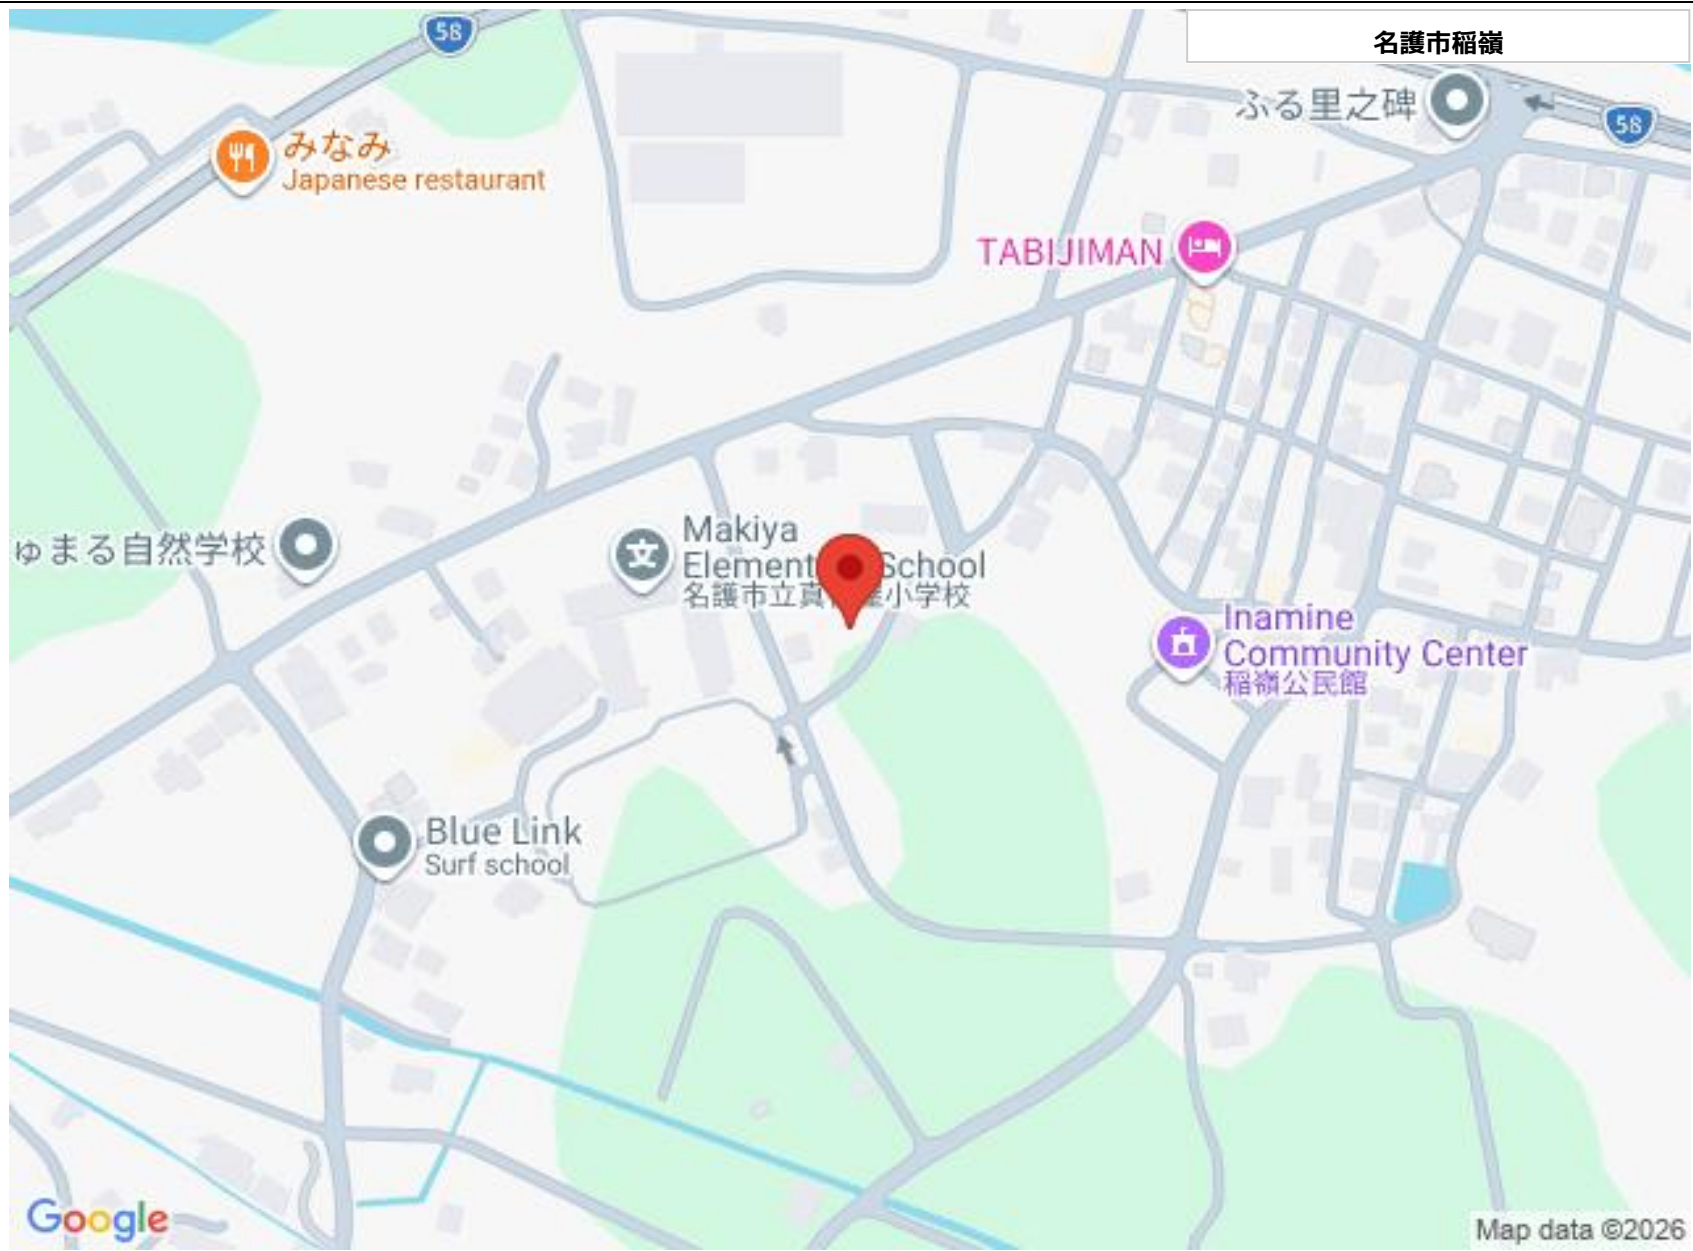 58
名護市稲嶺
ふる里之碑
58
みなみ
Japanese restaurant
TABIJIMAN
Makiya
Element School
名護市立真 小学校
ゅまる自然学校
Inamine
Community Center
稲嶺公民館
Blue Link
Surf school
Google
Map data ©2026